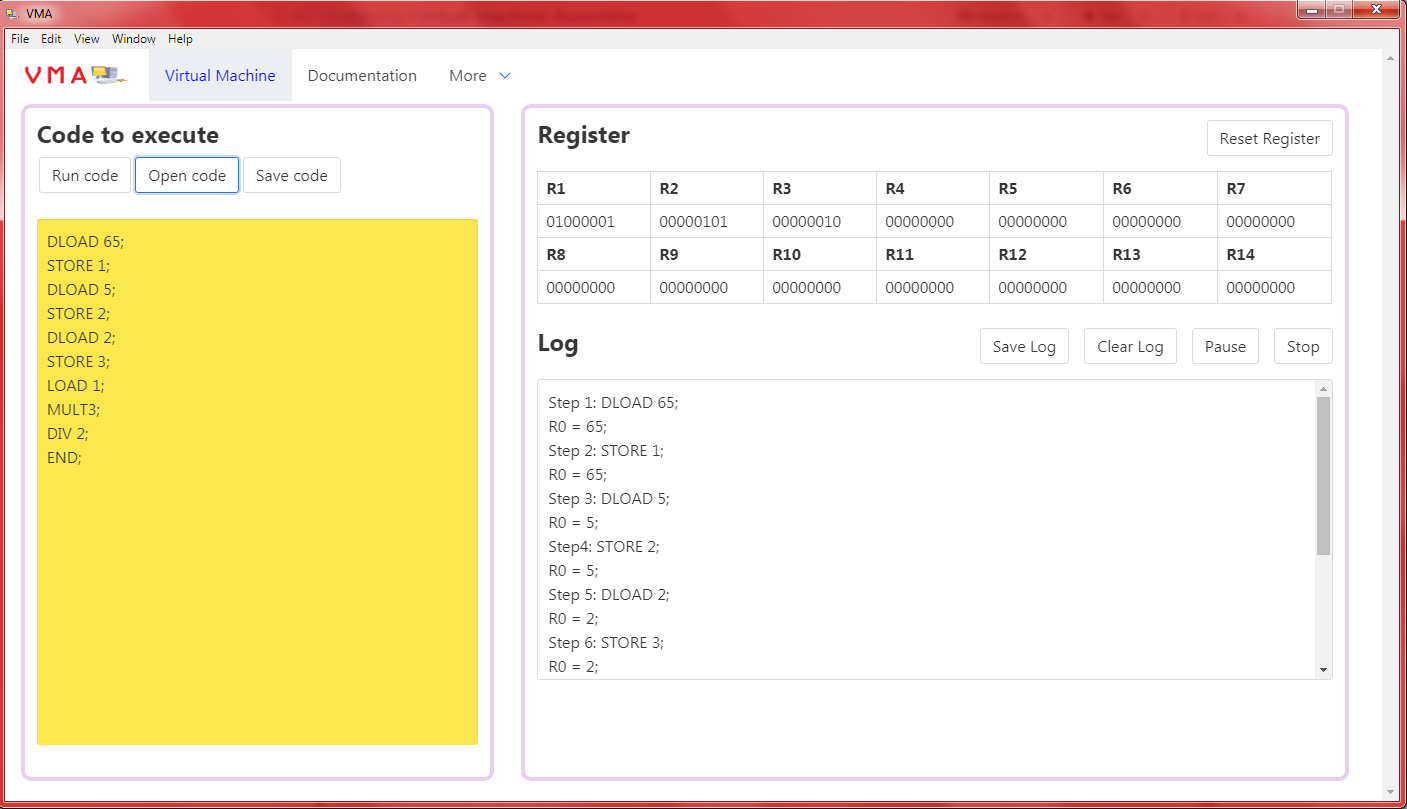 VMA
File Edit View Window Help
VMA Virtual Machine Documentation More
Code to execute
Run code Open code Save code
DLOAD 65;
STORE 1;
DLOAD 5;
STORE 2;
DLOAD 2;
STORE 3;
LOAD 1;
MULT3;
DIV 2;
END;
Register
Reset Register
R1 R2 R3 R4 R5 R6 R7
01000001 00000101 00000010 00000000 00000000 00000000 00000000
R8 R9 R10 R11 R12 R13 R14
00000000 00000000 00000000 00000000 00000000 00000000 00000000
Log
Save Log Clear Log Pause Stop
Step 1: DLOAD 65;
R0 = 65;
Step 2: STORE 1;
R0 = 65;
Step 3: DLOAD 5;
R0 = 5;
Step4: STORE 2;
R0 = 5;
Step 5: DLOAD 2;
R0 = 2;
Step 6: STORE 3;
R0 = 2;